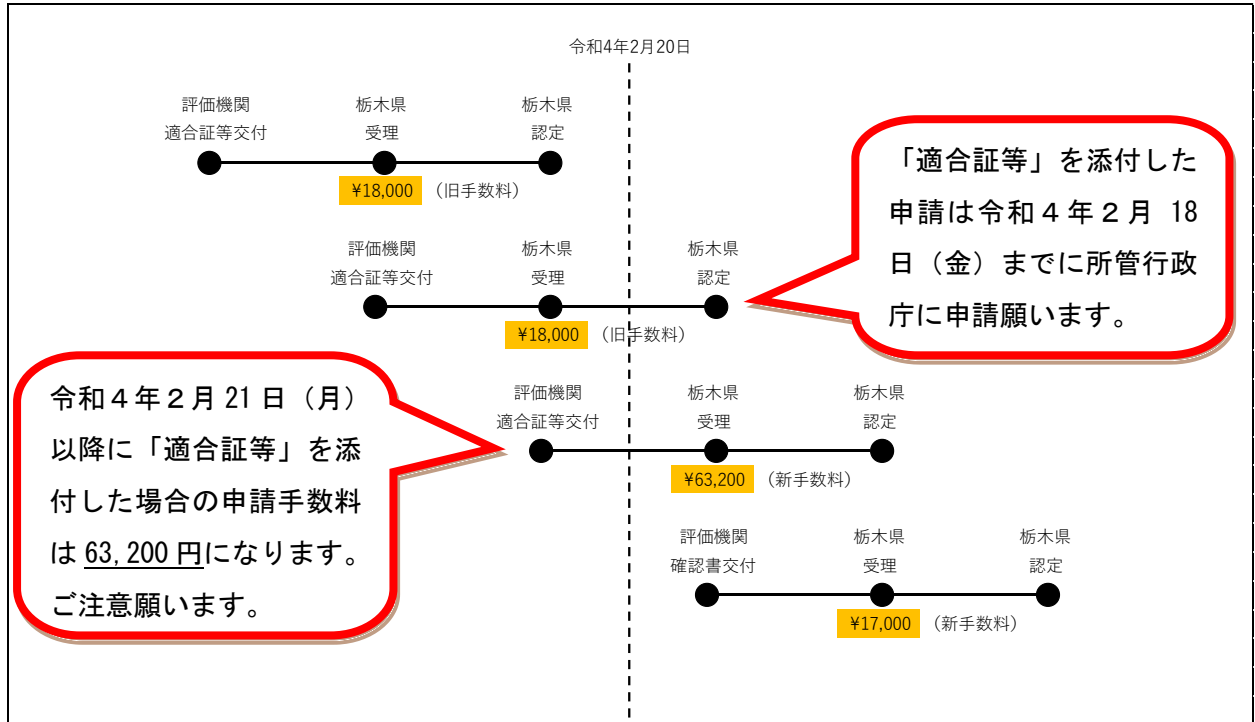 令和4年2月20日
評価機関 栃木県 栃木県
適合証等交付 受理 認定
¥18,000 （旧手数料）
「適合証等」を添付した
申請は令和４年２月 18
日（金）までに所管行政
庁に申請願います。
評価機関 栃木県 栃木県
適合証等交付 受理 認定
¥18,000 （旧手数料）
令和４年２月 21 日（月）
以降に「適合証等」を添
付した場合の申請手数料
は 63,200 円になります。
ご注意願います。
評価機関 栃木県 栃木県
適合証等交付 受理 認定
¥63,200 （新手数料）
評価機関 栃木県 栃木県
確認書交付 受理 認定
¥17,000 （新手数料）